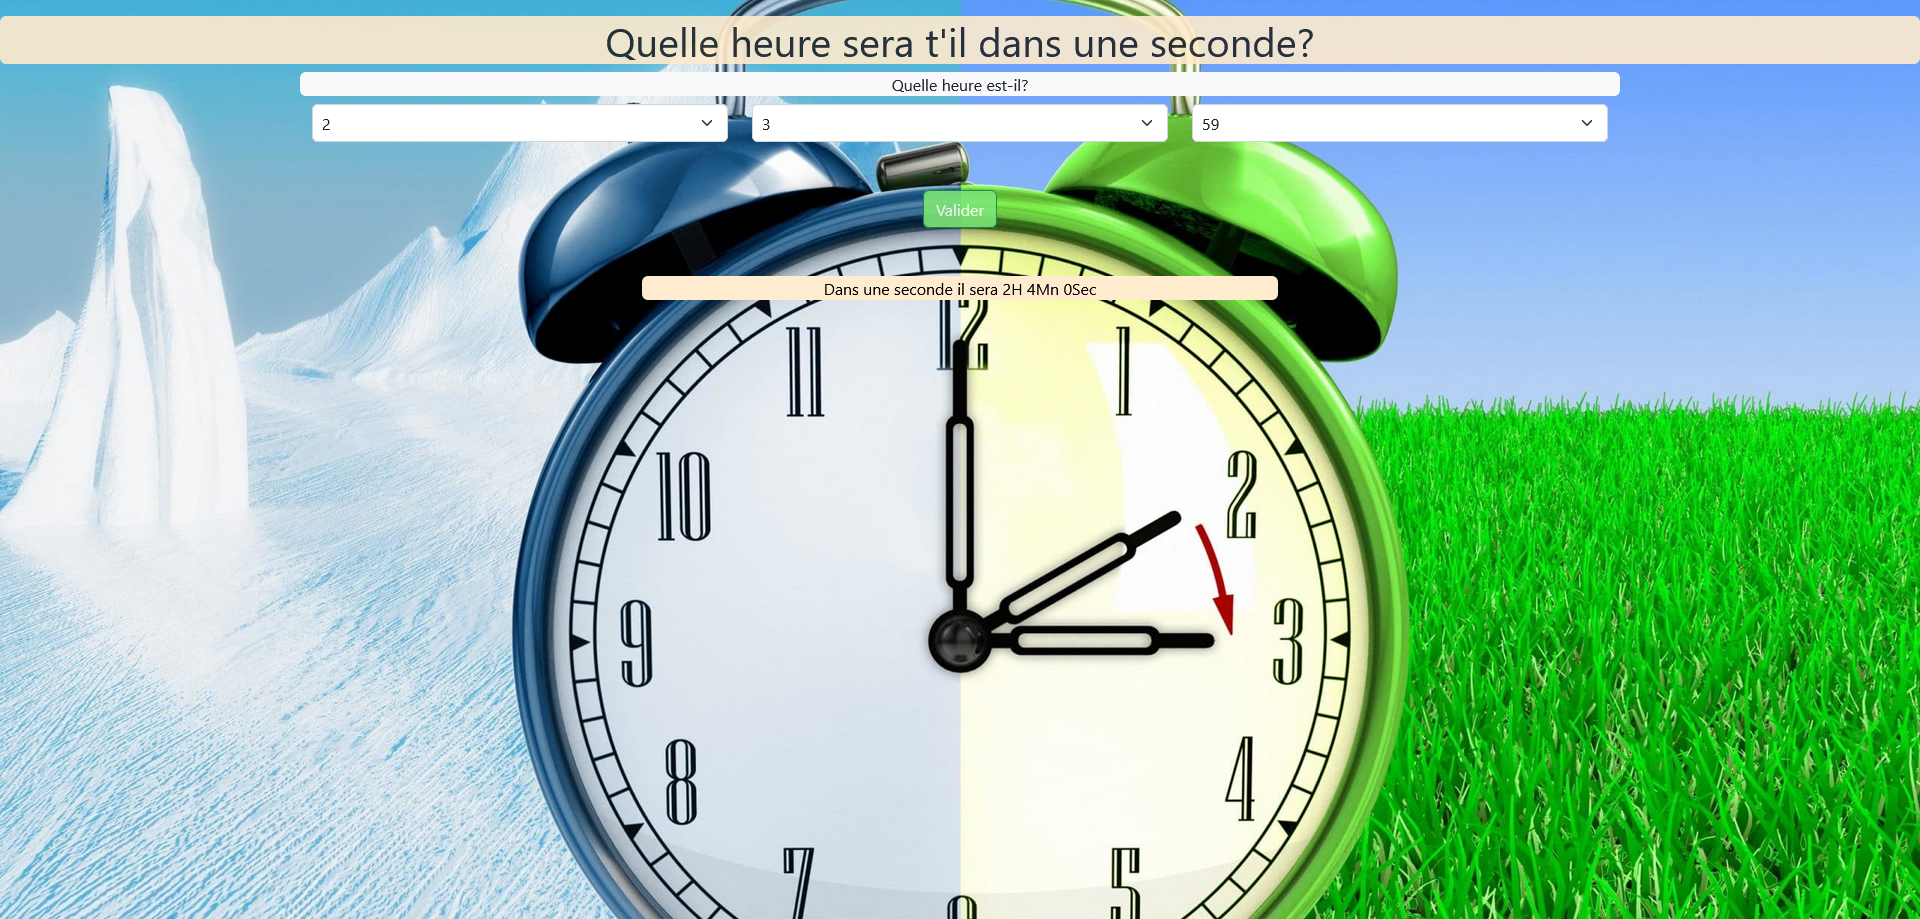 Quelle heure sera t'il dans une seconde?
Quelle heure est-il?
2 3 59
Valider
Dans une seconde il sera 2H 4Mn 0Sec
12
11 1
10 2
9 3
8 4
7 5